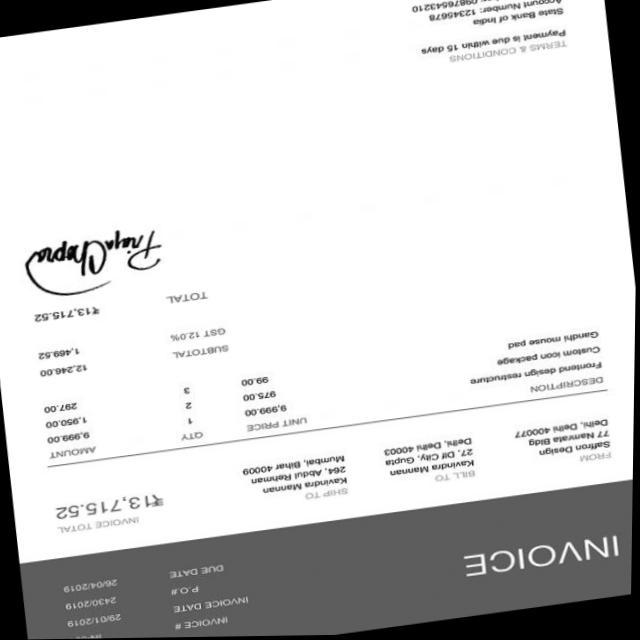 INVOICE
INVOICE #
INVOICE DATE 29/01/2019
P.O.# 2430/2019
DUE DATE 26/04/2019
FROM
Saffron Design
77 Namrata Bldg
Delhi, Delhi 400077
BILL TO
Kavindra Mannan
27, Dlf City, Gupta
Delhi, Delhi 40003
SHIP TO
Kavindra Mannan
264, Abdul Rehman
Mumbai, Bihar 40009
INVOICE TOTAL
₹13,715.52
DESCRIPTION UNIT PRICE QTY AMOUNT
Frontend design restructure 9,999.00 1 9,999.00
Custom icon package 975.00 2 1,950.00
Gandhi mouse pad 99.00 3 297.00
SUBTOTAL 12,246.00
GST 12.0% 1,469.52
TOTAL ₹13,715.52
Priya Chopra
TERMS & CONDITIONS
Payment is due within 15 days
State Bank of India
Account Number: 12345678
09876543210